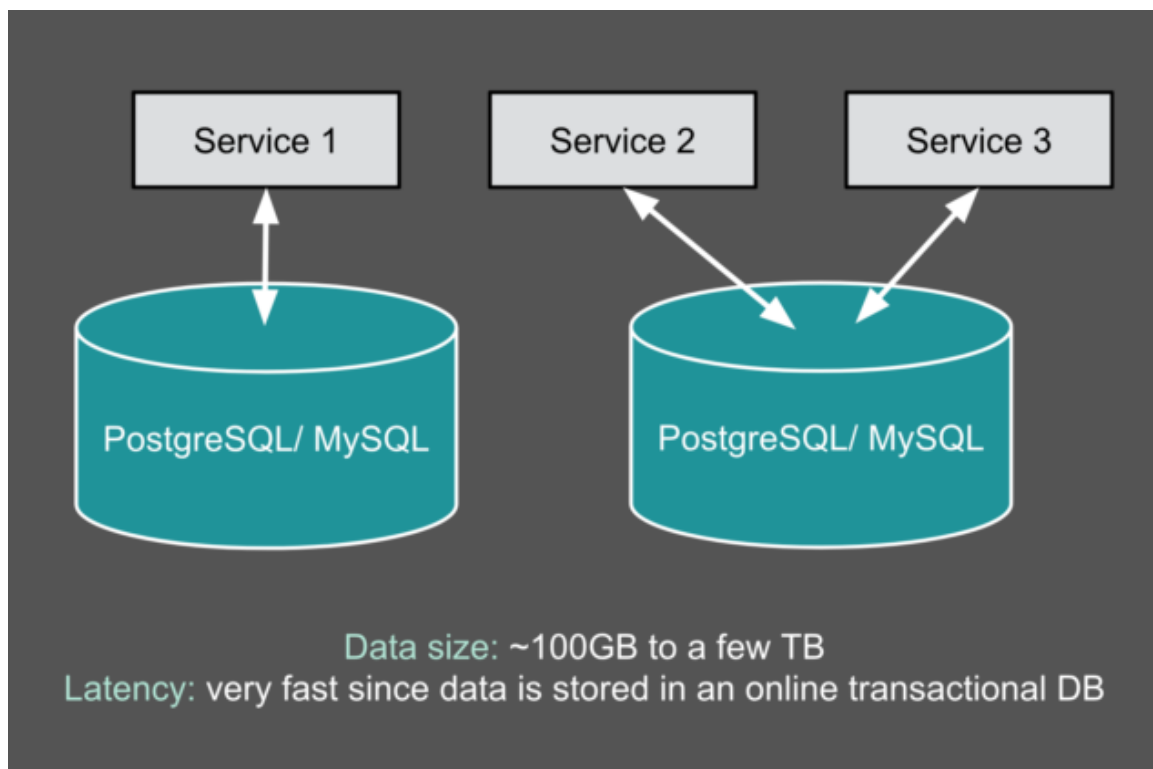 Service 1
Service 2
Service 3
PostgreSQL/ MySQL
PostgreSQL/ MySQL
Data size: ~100GB to a few TB
Latency: very fast since data is stored in an online transactional DB